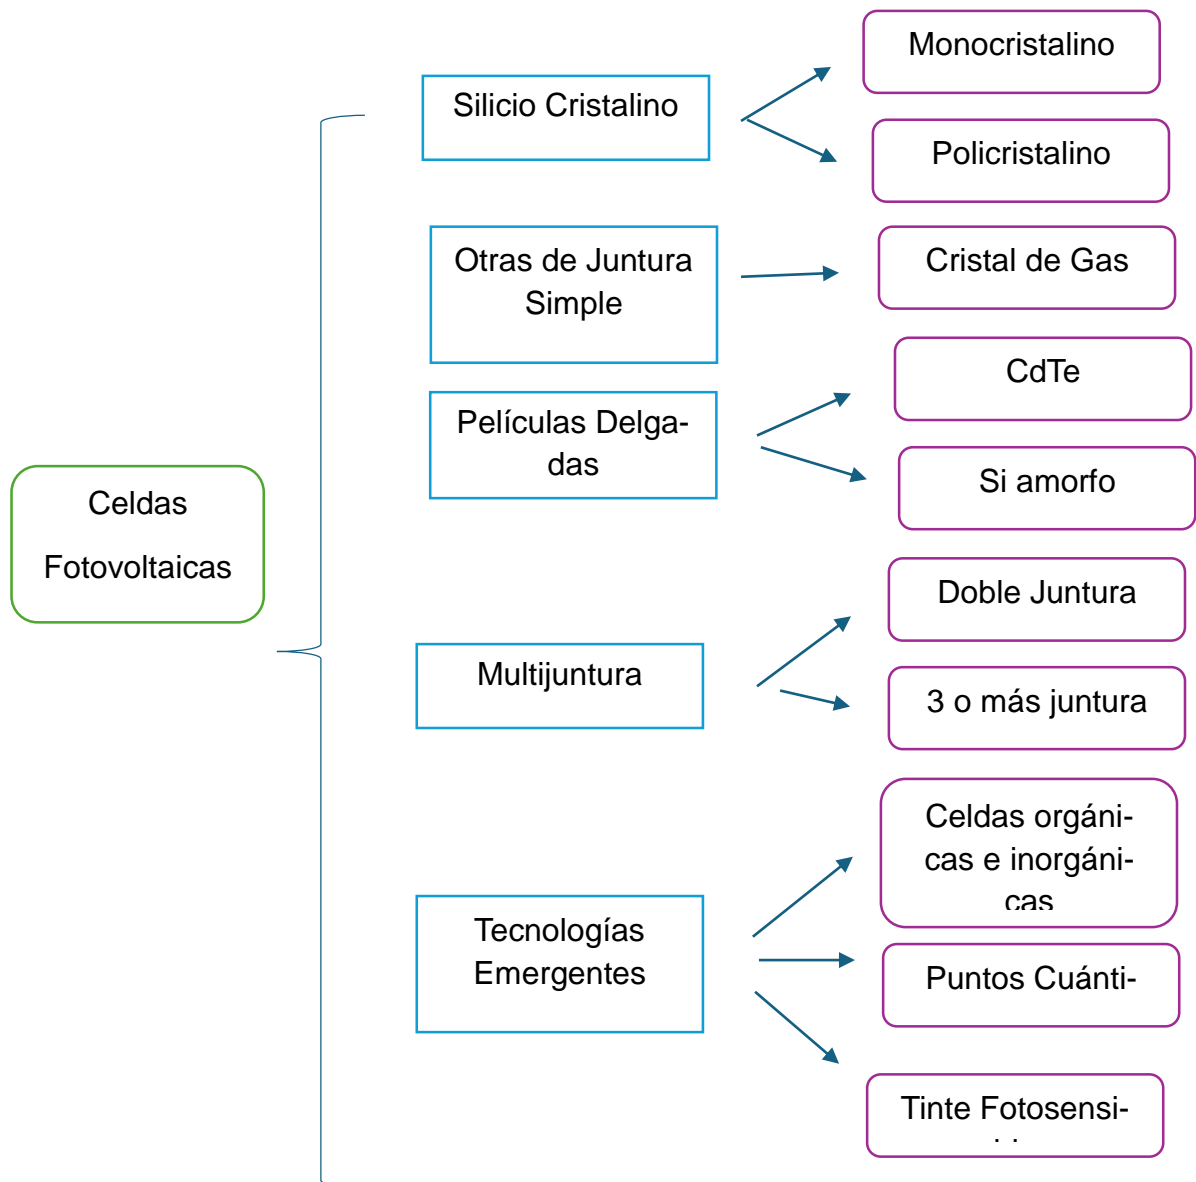 Celdas
Fotovoltaicas
Silicio Cristalino
Monocristalino
Policristalino
Otras de Juntura
Simple
Cristal de Gas
Películas Delga-
das
CdTe
Si amorfo
Multijuntura
Doble Juntura
3 o más juntura
Tecnologías
Emergentes
Celdas orgáni-
cas e inorgáni-
cas
Puntos Cuánti-
Tinte Fotosensi-